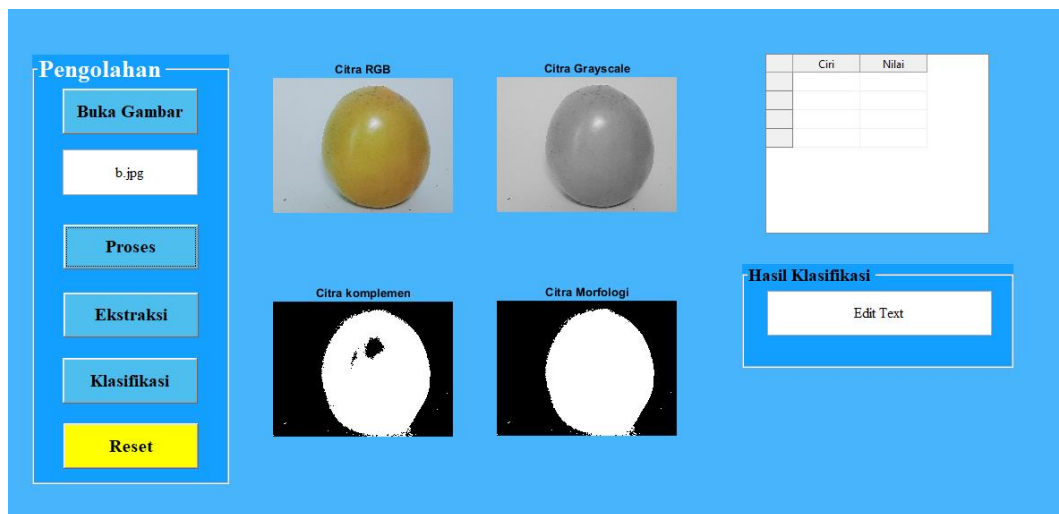 Pengolahan
Buka Gambar
b.jpg
Proses
Ekstraksi
Klasifikasi
Reset
Citra RGB
Citra Grayscale
Citra komplemen
Citra Morfologi
Ciri Nilai
Hasil Klasifikasi
Edit Text